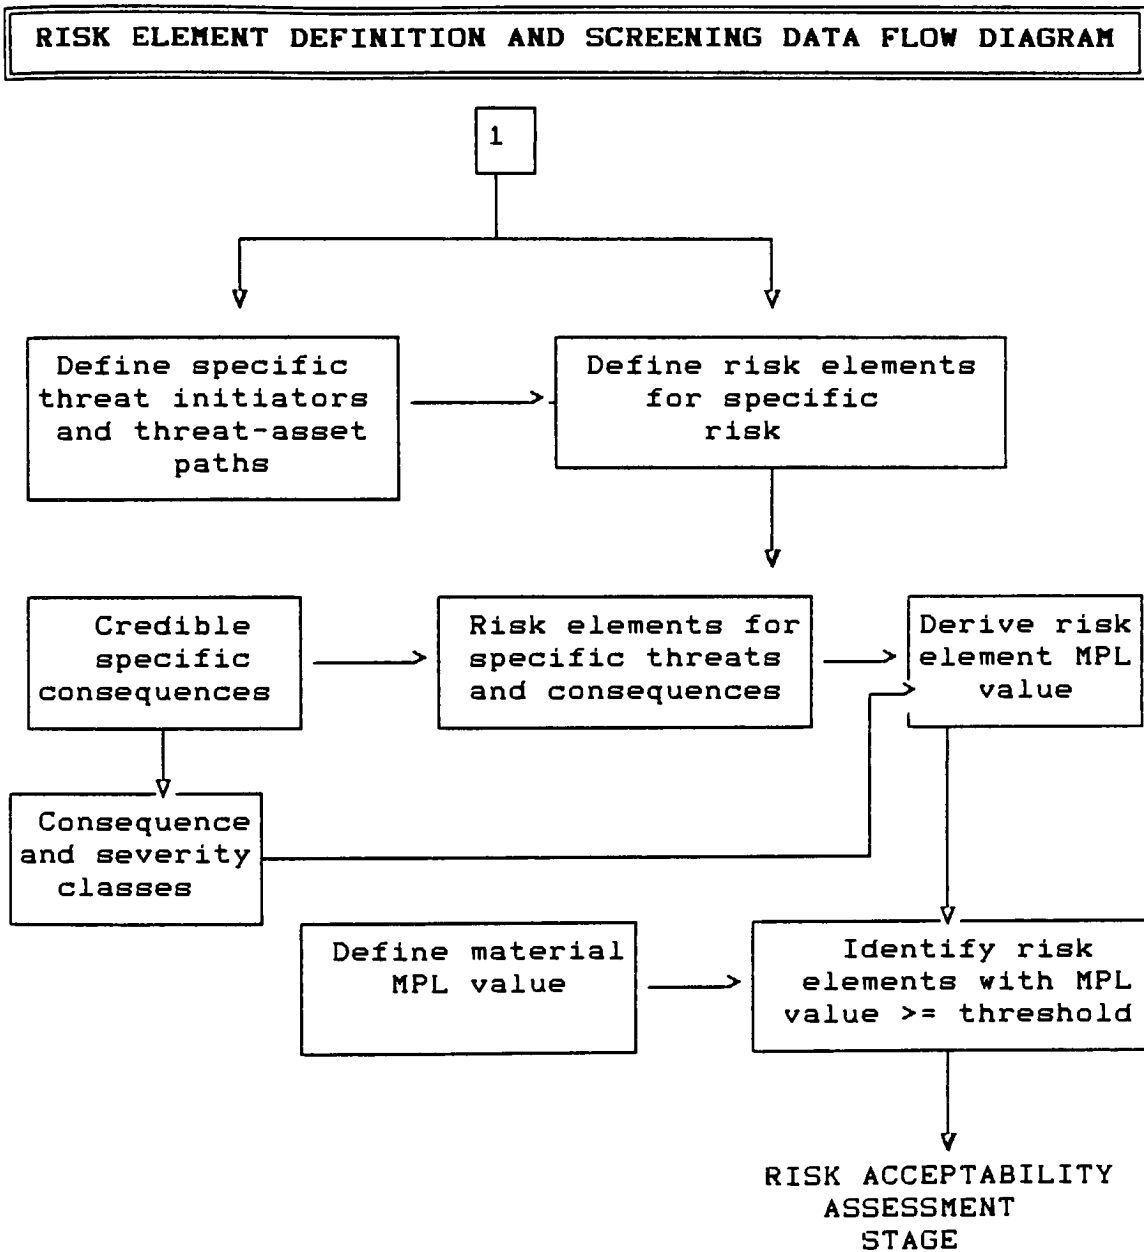 RISK ELEMENT DEFINITION AND SCREENING DATA FLOW DIAGRAM
1
Define specific
threat initiators
and threat-asset
paths
Define risk elements
for specific
risk
Credible
specific
consequences
Risk elements for
specific threats
and consequences
Derive risk
element MPL
value
Consequence
and severity
classes
Define material
MPL value
Identify risk
elements with MPL
value >= threshold
RISK ACCEPTABILITY
ASSESSMENT
STAGE